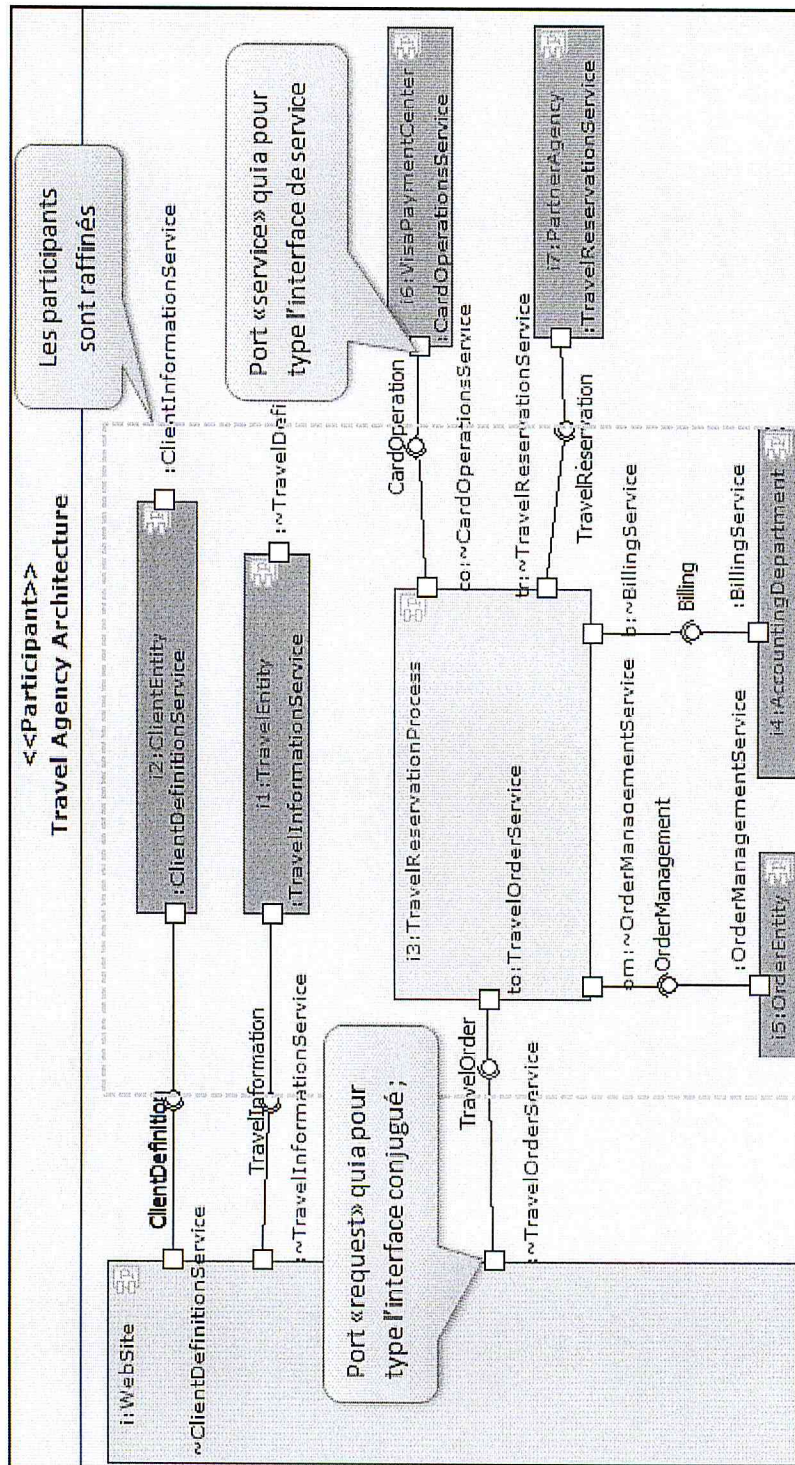 <<Participant>>
Travel Agency Architecture
Les participants
sont raffinés
i:WebSite
~ClientDefinitionService
ClientDefinition
i2:ClientEntity
:ClientDefinitionService
:ClientInformationService
TravelInformation
:~TravelInformationService
i1:TravelEntity
:TravelInformationService
:~TravelDefi
Port «service» qui a pour
type l'interface de service
Port «request» qui a pour
type l'interface conjugué ;
TravelOrder
:~TravelOrderService
i3:TravelReservationProcess
to:TravelOrderService
CardOperation
co:~CardOperationsService
i6:VisaPaymentCenter
:CardOperationsService
tr:~TravelReservationService
TravelReservation
i7:PartnerAgency
:TravelReservationService
om:~OrderManagementService
OrderManagement
:OrderManagementService
b:~BillingService
Billing
:BillingService
i5:OrderEntity
i4:AccountingDepartment